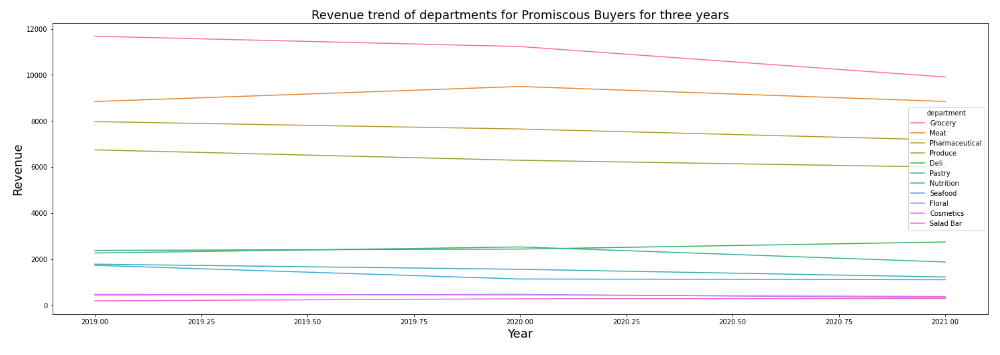 Revenue trend of departments for Promiscous Buyers for three years
12000
10000
8000
6000
4000
2000
0
Revenue
department
Grocery
Meat
Pharmaceutical
Produce
Deli
Pastry
Nutrition
Seafood
Floral
Cosmetics
Salad Bar
2019.00 2019.25 2019.50 2019.75 2020.00 2020.25 2020.50 2020.75 2021.00
Year